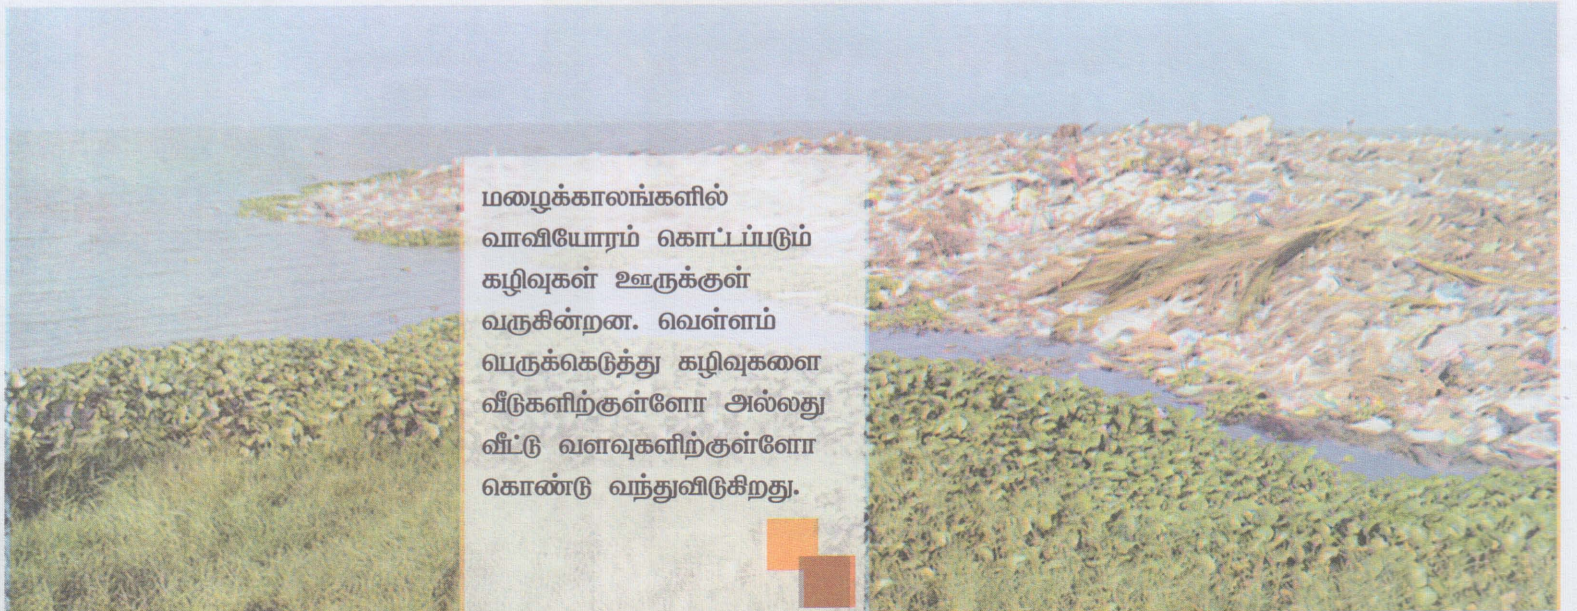 மழைக்காலங்களில்
வாவியோரம் கொட்டப்படும்
கழிவுகள் ஊருக்குள்
வருகின்றன. வெள்ளம்
பெருக்கெடுத்து கழிவுகளை
வீடுகளிற்குள்ளோ அல்லது
வீட்டு வளவுகளிற்குள்ளோ
கொண்டு வந்துவிடுகிறது.